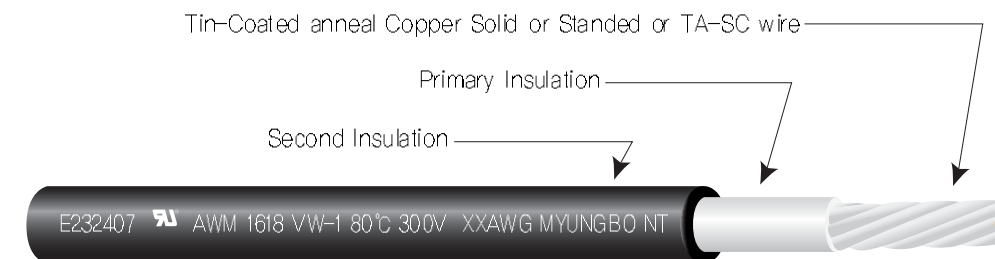 Tin-Coated anneal Copper Solid or Standed or TA-SC wire
Primary Insulation
Second Insulation
E232407 RU AWM 1618 VW-1 80℃ 300V XXAWG MYUNGBO NT